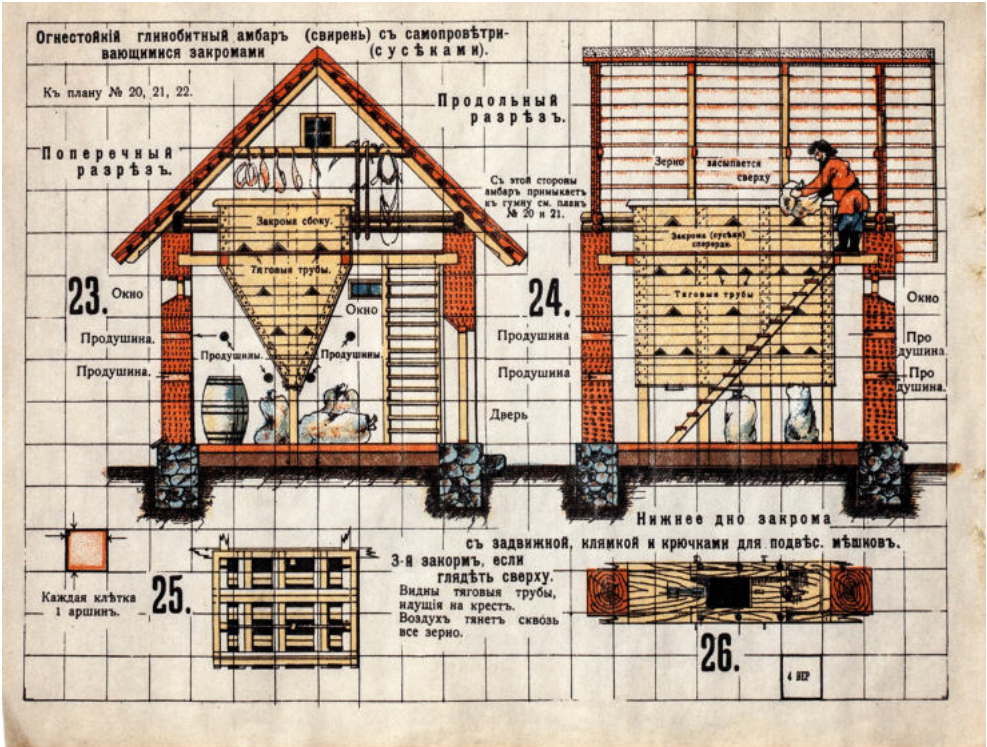 Огнестойкій глинобитный амбаръ (свирень) съ самопровѣтри-
вающимися закромами (сусѣками).
Къ плану № 20, 21, 22.
Поперечный
разрѣзъ.
Продольный
разрѣзъ.
Съ этой стороны
амбаръ примыкаетъ
къ гумну см. планъ
№ 20 и 21.
Зерно засыпается
сверху
Закрома сбоку.
Тяговыя трубы.
23.
Окно
Окно
Продушина.
Продушины.
Продушины.
Продушина.
Дверь
Закрома (сусѣки)
спереди.
Тяговыя трубы
24.
Окно
Продушина
Продушина
Про
душина.
Про
душина.
Каждая клѣтка
1 аршинъ.
25.
3-й закормъ, если
глядѣть сверху.
Видны тяговыя трубы,
идущія на крестъ.
Воздухъ тянетъ сквозь
все зерно.
Нижнее дно закрома
съ задвижной, клямкой и крючками для подвѣс. мѣшковъ.
26.
4 ВЕР